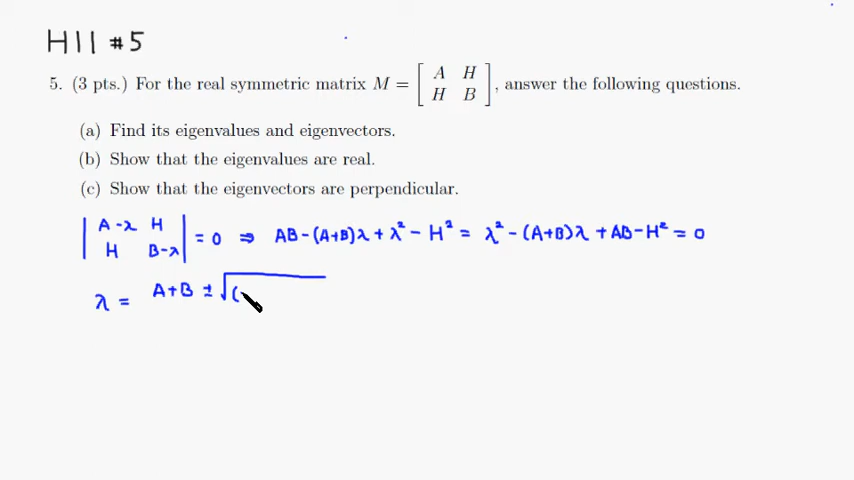 H11 #5
5. (3 pts.) For the real symmetric matrix M = [ A H ; H B ], answer the following questions.
(a) Find its eigenvalues and eigenvectors.
(b) Show that the eigenvalues are real.
(c) Show that the eigenvectors are perpendicular.
| A-λ H ; H B-λ | = 0 ⇒ AB-(A+B)λ + λ² - H² = λ² - (A+B)λ + AB-H² = 0
λ = A+B ± √(